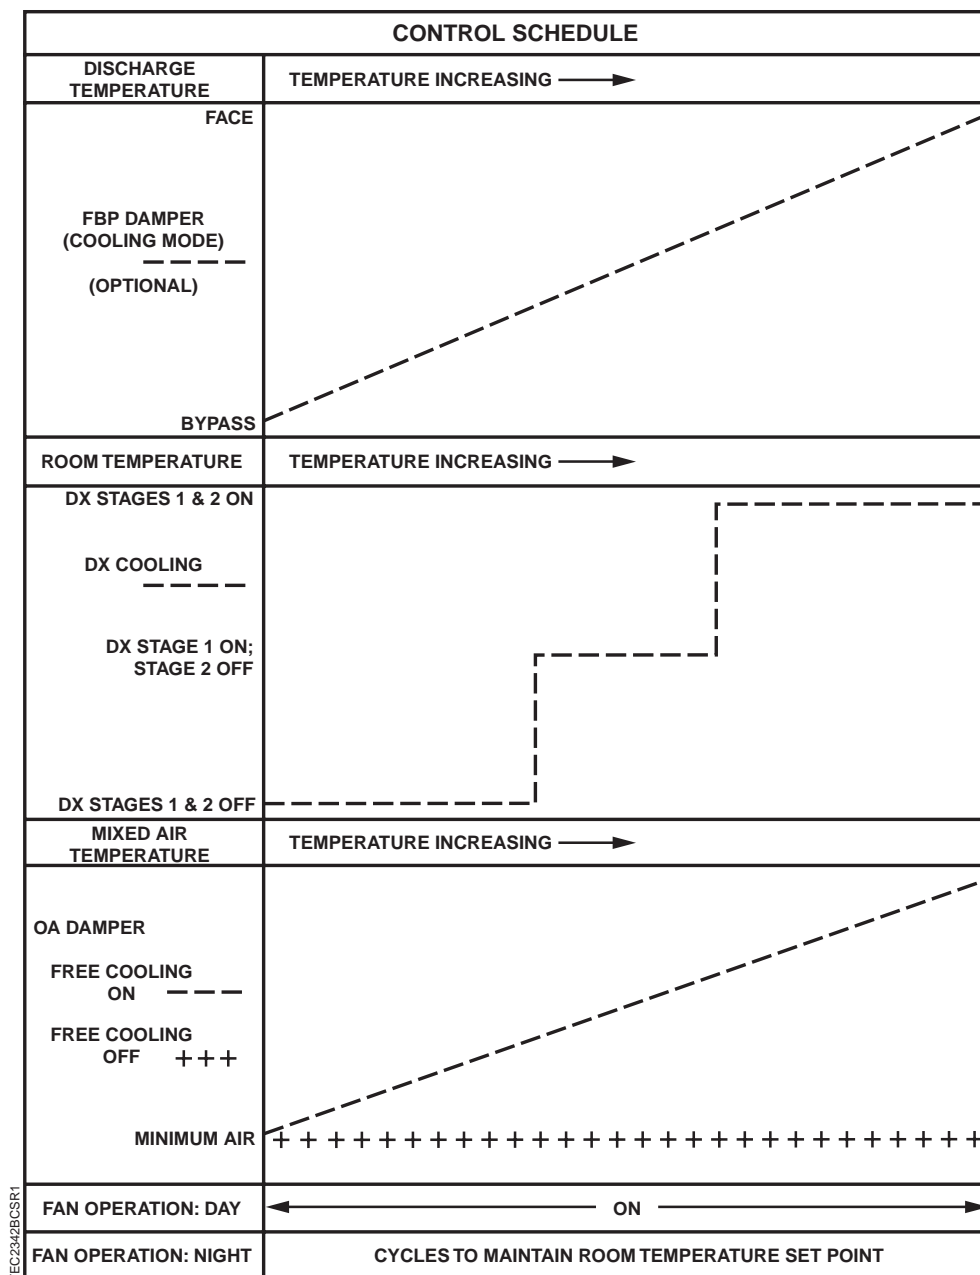 CONTROL SCHEDULE
DISCHARGE
TEMPERATURE
TEMPERATURE INCREASING
FACE
FBP DAMPER
(COOLING MODE)
(OPTIONAL)
BYPASS
ROOM TEMPERATURE
TEMPERATURE INCREASING
DX STAGES 1 & 2 ON
DX COOLING
DX STAGE 1 ON;
STAGE 2 OFF
DX STAGES 1 & 2 OFF
MIXED AIR
TEMPERATURE
TEMPERATURE INCREASING
OA DAMPER
FREE COOLING
ON
FREE COOLING
OFF +++
MINIMUM AIR
FAN OPERATION: DAY
ON
FAN OPERATION: NIGHT
CYCLES TO MAINTAIN ROOM TEMPERATURE SET POINT